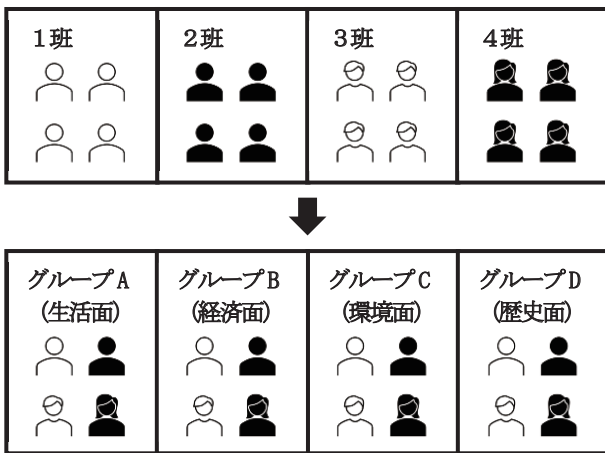 1班
2班
3班
4班
グループA
(生活面)
グループB
(経済面)
グループC
(環境面)
グループD
(歴史面)